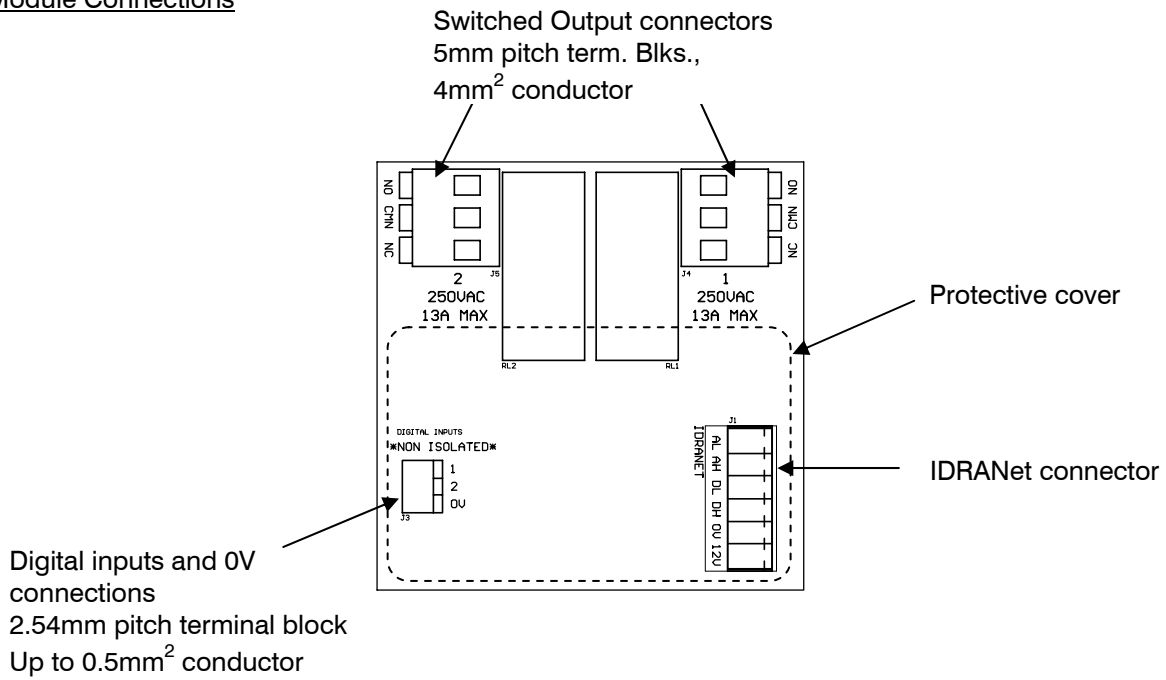 Module Connections
Switched Output connectors
5mm pitch term. Blks.,
4mm² conductor
NO
CMN
NC
J5
2
250VAC
13A MAX
RL2
NO
CMN
NC
J4
1
250VAC
13A MAX
RL1
Protective cover
DIGITAL INPUTS
*NON ISOLATED*
1
2
0V
J3
J1
IDRANET
AL AH DL DH 0V 12V
IDRANet connector
Digital inputs and 0V
connections
2.54mm pitch terminal block
Up to 0.5mm² conductor